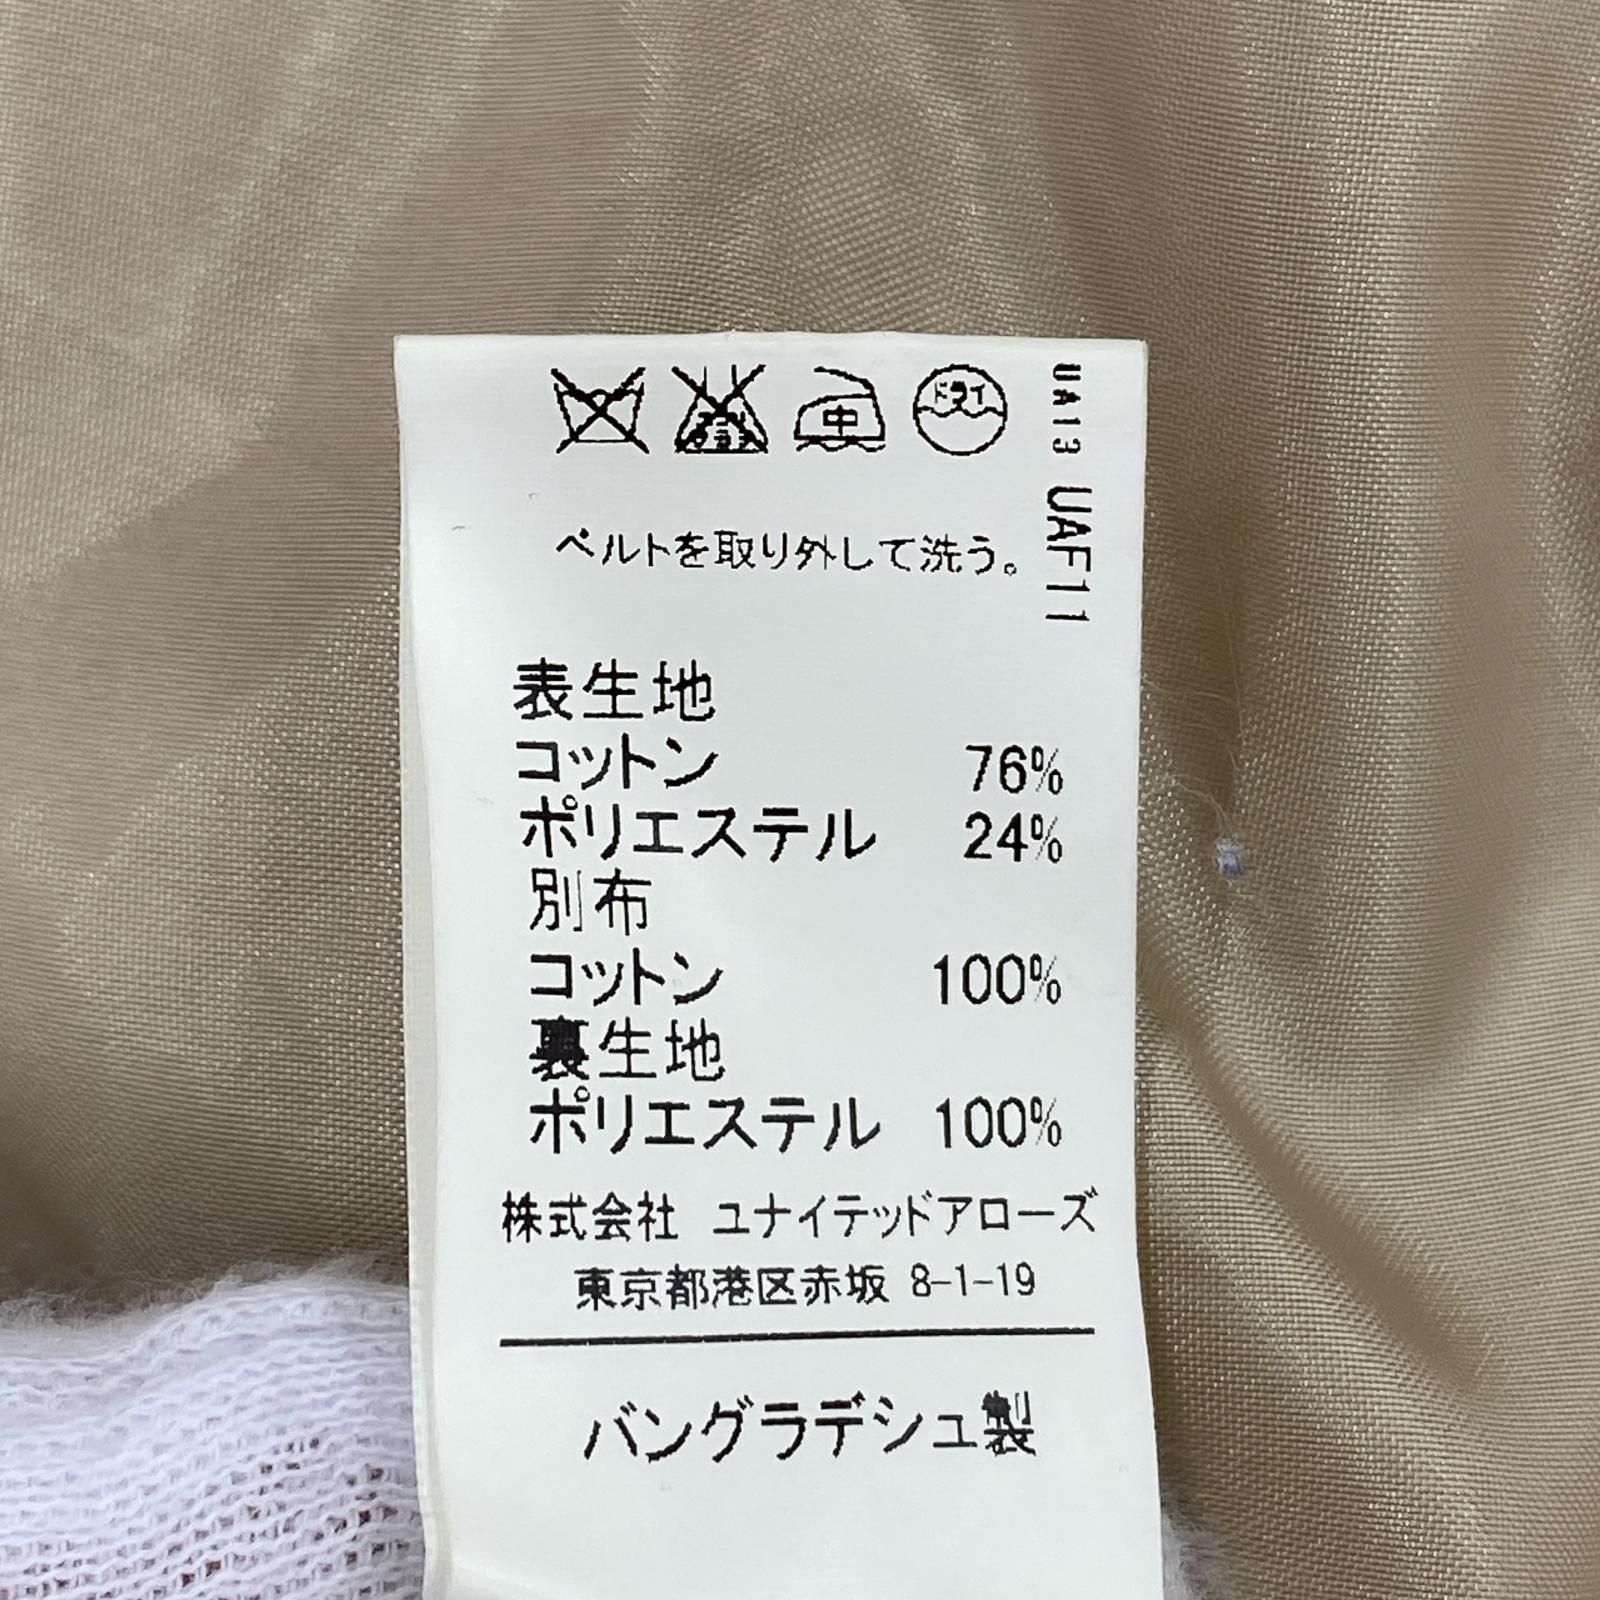 ドライ
中
UA13 UAF11
ベルトを取り外して洗う。
表生地
コットン 76%
ポリエステル 24%
別布
コットン 100%
裏生地
ポリエステル 100%
株式会社 ユナイテッドアローズ
東京都港区赤坂 8-1-19
バングラデシュ製